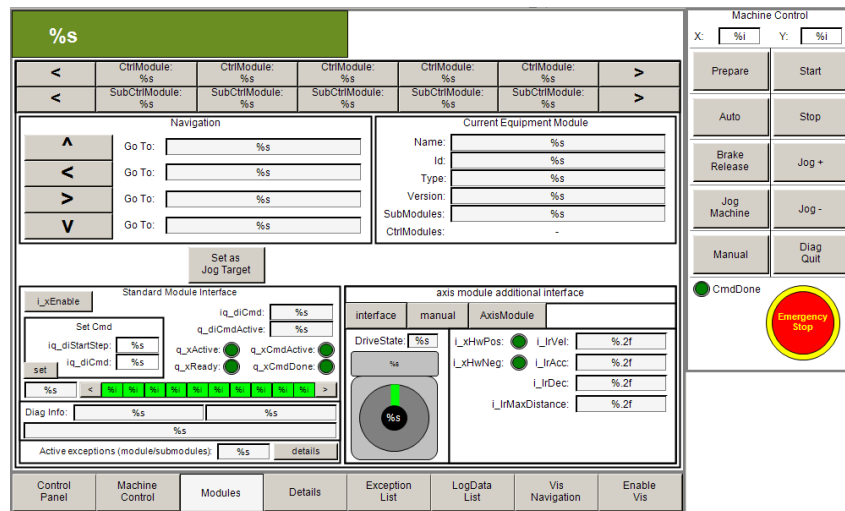 %s
Machine Control
X: %i Y: %i
< CtrlModule: CtrlModule: CtrlModule: CtrlModule: CtrlModule: >
%s %s %s %s %s
< SubCtrlModule: SubCtrlModule: SubCtrlModule: SubCtrlModule: SubCtrlModule: >
%s %s %s %s %s
Prepare Start
Auto Stop
Brake
Release
Jog +
Jog
Machine
Jog -
Manual
Diag
Quit
CmdDone
Emergency
Stop
Navigation
^ Go To: %s
< Go To: %s
> Go To: %s
V Go To: %s
Current Equipment Module
Name: %s
Id: %s
Type: %s
Version: %s
SubModules: %s
CtrlModules: -
Set as
Jog Target
Standard Module Interface
i_xEnable
iq_diCmd: %s
q_diCmdActive: %s
Set Cmd
iq_diStartStep: %s
iq_diCmd: %s
set
q_xActive: q_xCmdActive:
q_xReady: q_xCmdDone:
%s < %i %i %i %i %i %i %i %i >
Diag Info: %s %s
%s
Active exceptions (module/submodules): %s details
axis module additional interface
interface manual AxisModule
DriveState: %s
%s
%s
i_xHwPos: i_lrVel: %.2f
i_xHwNeg: i_lrAcc: %.2f
i_lrDec: %.2f
i_lrMaxDistance: %.2f
Control
Panel
Machine
Control
Modules
Details
Exception
List
LogData
List
Vis
Navigation
Enable
Vis